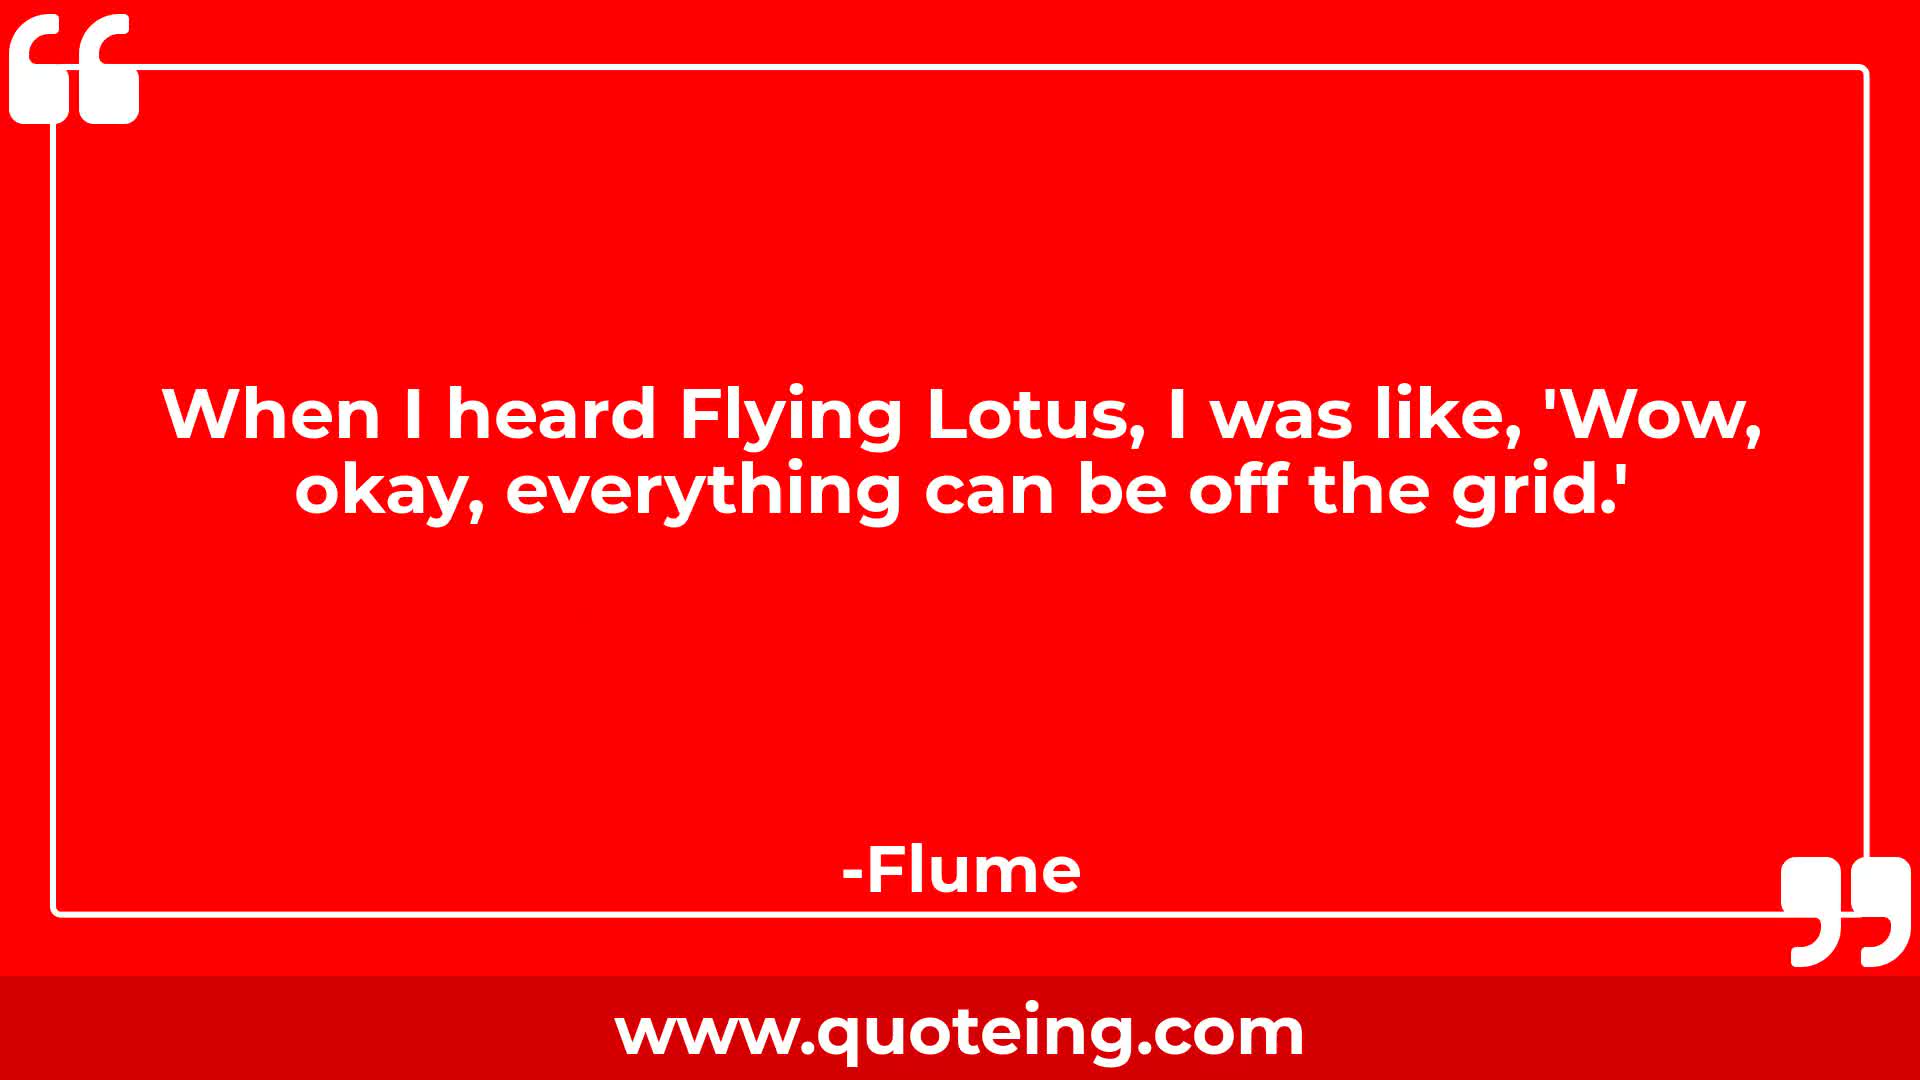 When I heard Flying Lotus, I was like, 'Wow,
okay, everything can be off the grid.'
-Flume
www.quoteing.com